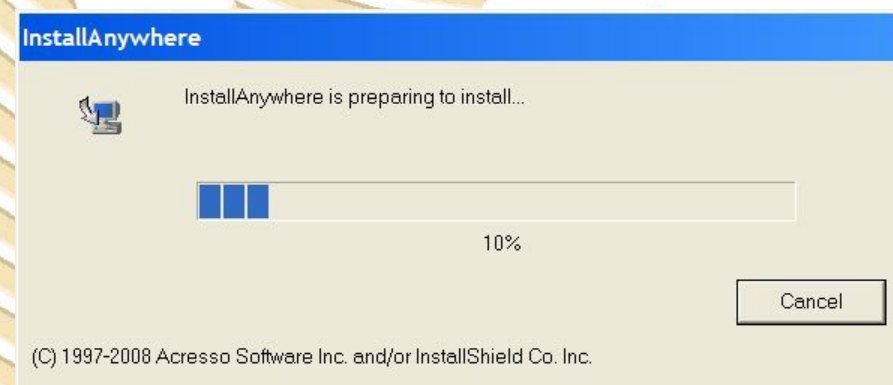 InstallAnywhere
InstallAnywhere is preparing to install...
10%
Cancel
(C) 1997-2008 Acresso Software Inc. and/or InstallShield Co. Inc.